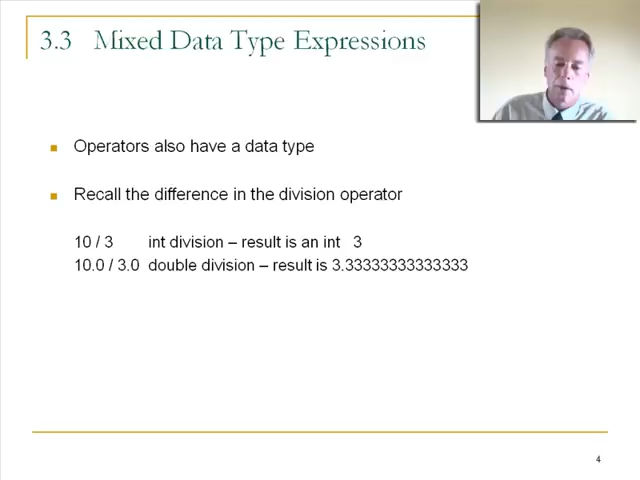 3.3 Mixed Data Type Expressions
Operators also have a data type
Recall the difference in the division operator
10 / 3 int division – result is an int 3
10.0 / 3.0 double division – result is 3.33333333333333
4